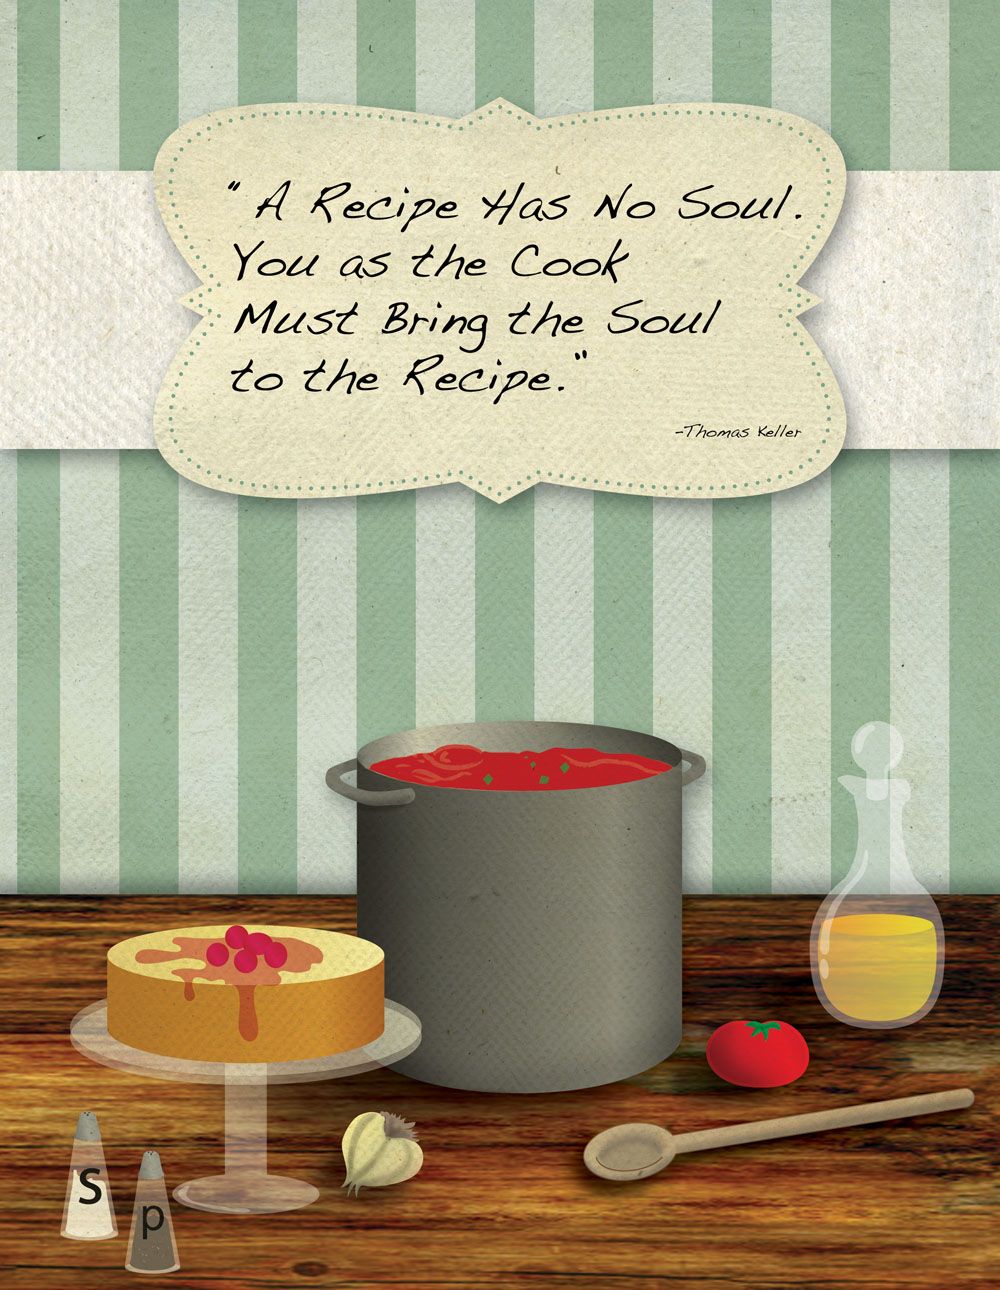 " A Recipe Has No Soul.
You as the Cook
Must Bring the Soul
to the Recipe."
-Thomas Keller
S
p